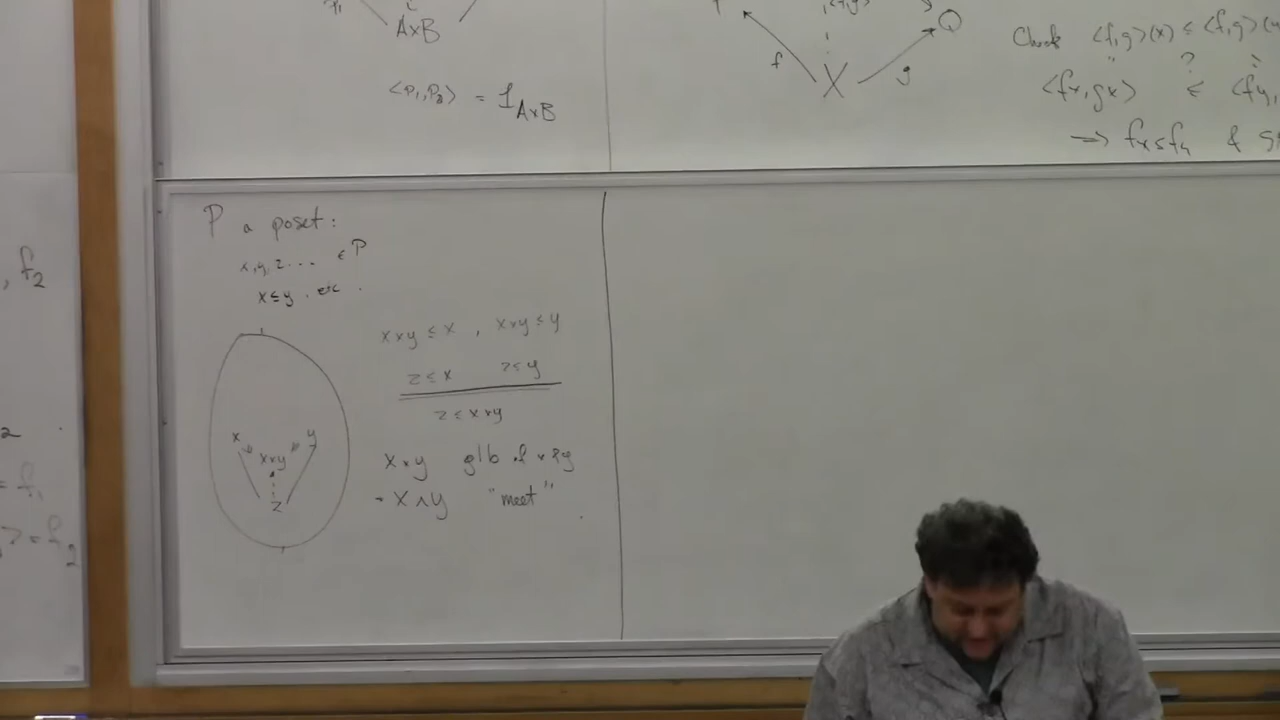 A×B
⟨p₁,p₂⟩ = 1_{A×B}
Q
f
X
g
Check ⟨f,g⟩(x) ≤ ⟨f,g⟩(
?
⟨fx,gx⟩ ≤ ⟨fy,
⇒ fx≤fy &
, f₂
P a poset:
x,y,z... ∈ P
x≤y, etc.
x×y ≤ x , x×y ≤ y
z≤x z≤y
z ≤ x×y
x y
x×y
z
x×y glb of x & y
x∧y "meet"